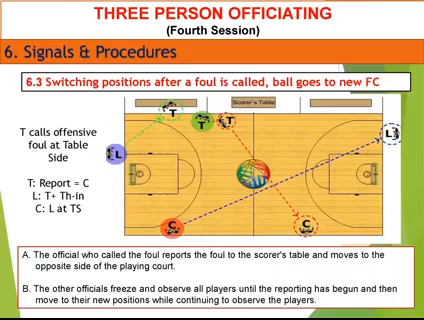 THREE PERSON OFFICIATING
(Fourth Session)
6. Signals & Procedures
6.3 Switching positions after a foul is called, ball goes to new FC
Scorer's Table
T calls offensive
foul at Table
Side
T: Report = C
L: T+ Th-in
C: L at TS
T
T
T
L
L
C
C
A. The official who called the foul reports the foul to the scorer's table and moves to the
opposite side of the playing court.
B. The other officials freeze and observe all players until the reporting has begun and then
move to their new positions while continuing to observe the players.